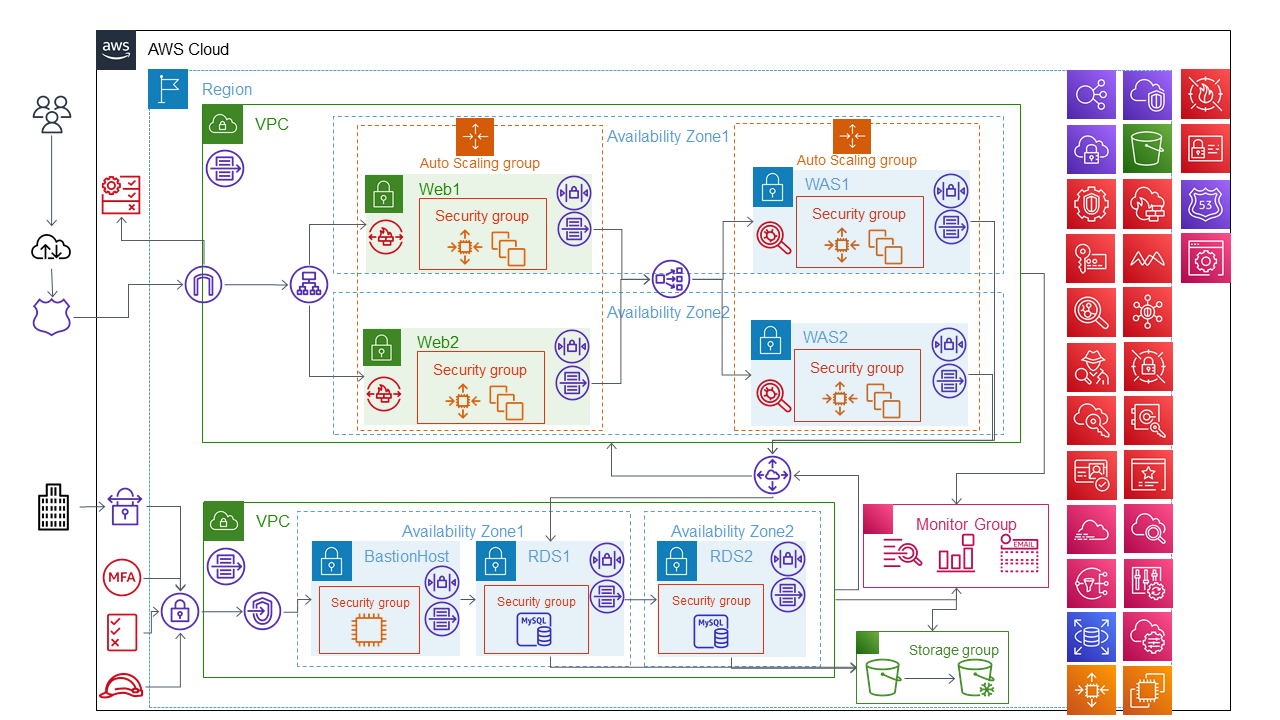 aws
AWS Cloud
Region
VPC
Availability Zone1
Auto Scaling group
Auto Scaling group
Web1
Security group
WAS1
Security group
53
Availability Zone2
Web2
Security group
WAS2
Security group
VPC
Availability Zone1
Availability Zone2
Monitor Group
EMAIL
BastionHost
RDS1
RDS2
MFA
Security group
Security group
Security group
MySQL
MySQL
Storage group